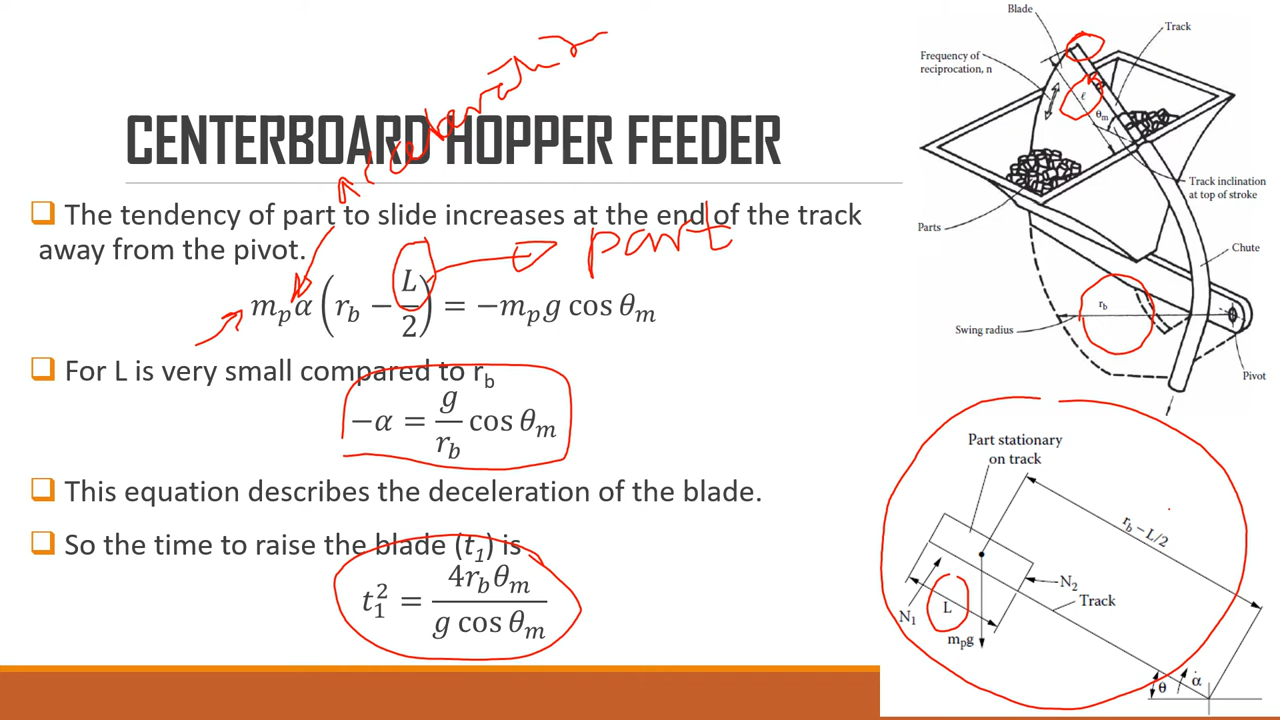 CENTERBOARD HOPPER FEEDER
acceleration
❑ The tendency of part to slide increases at the end of the track
away from the pivot.
part
m_p α (r_b − L/2) = −m_p g cos θ_m
❑ For L is very small compared to r_b
−α = g/r_b cos θ_m
❑ This equation describes the deceleration of the blade.
❑ So the time to raise the blade (t_1) is
t_1^2 = 4r_bθ_m / g cos θ_m
Blade
Track
Frequency of
reciprocation, n
ℓ
θ_m
Track inclination
at top of stroke
Parts
Chute
r_b
Swing radius
Pivot
Part stationary
on track
r_b − L/2
N_2
Track
L
N_1
m_pg
θ
α̇